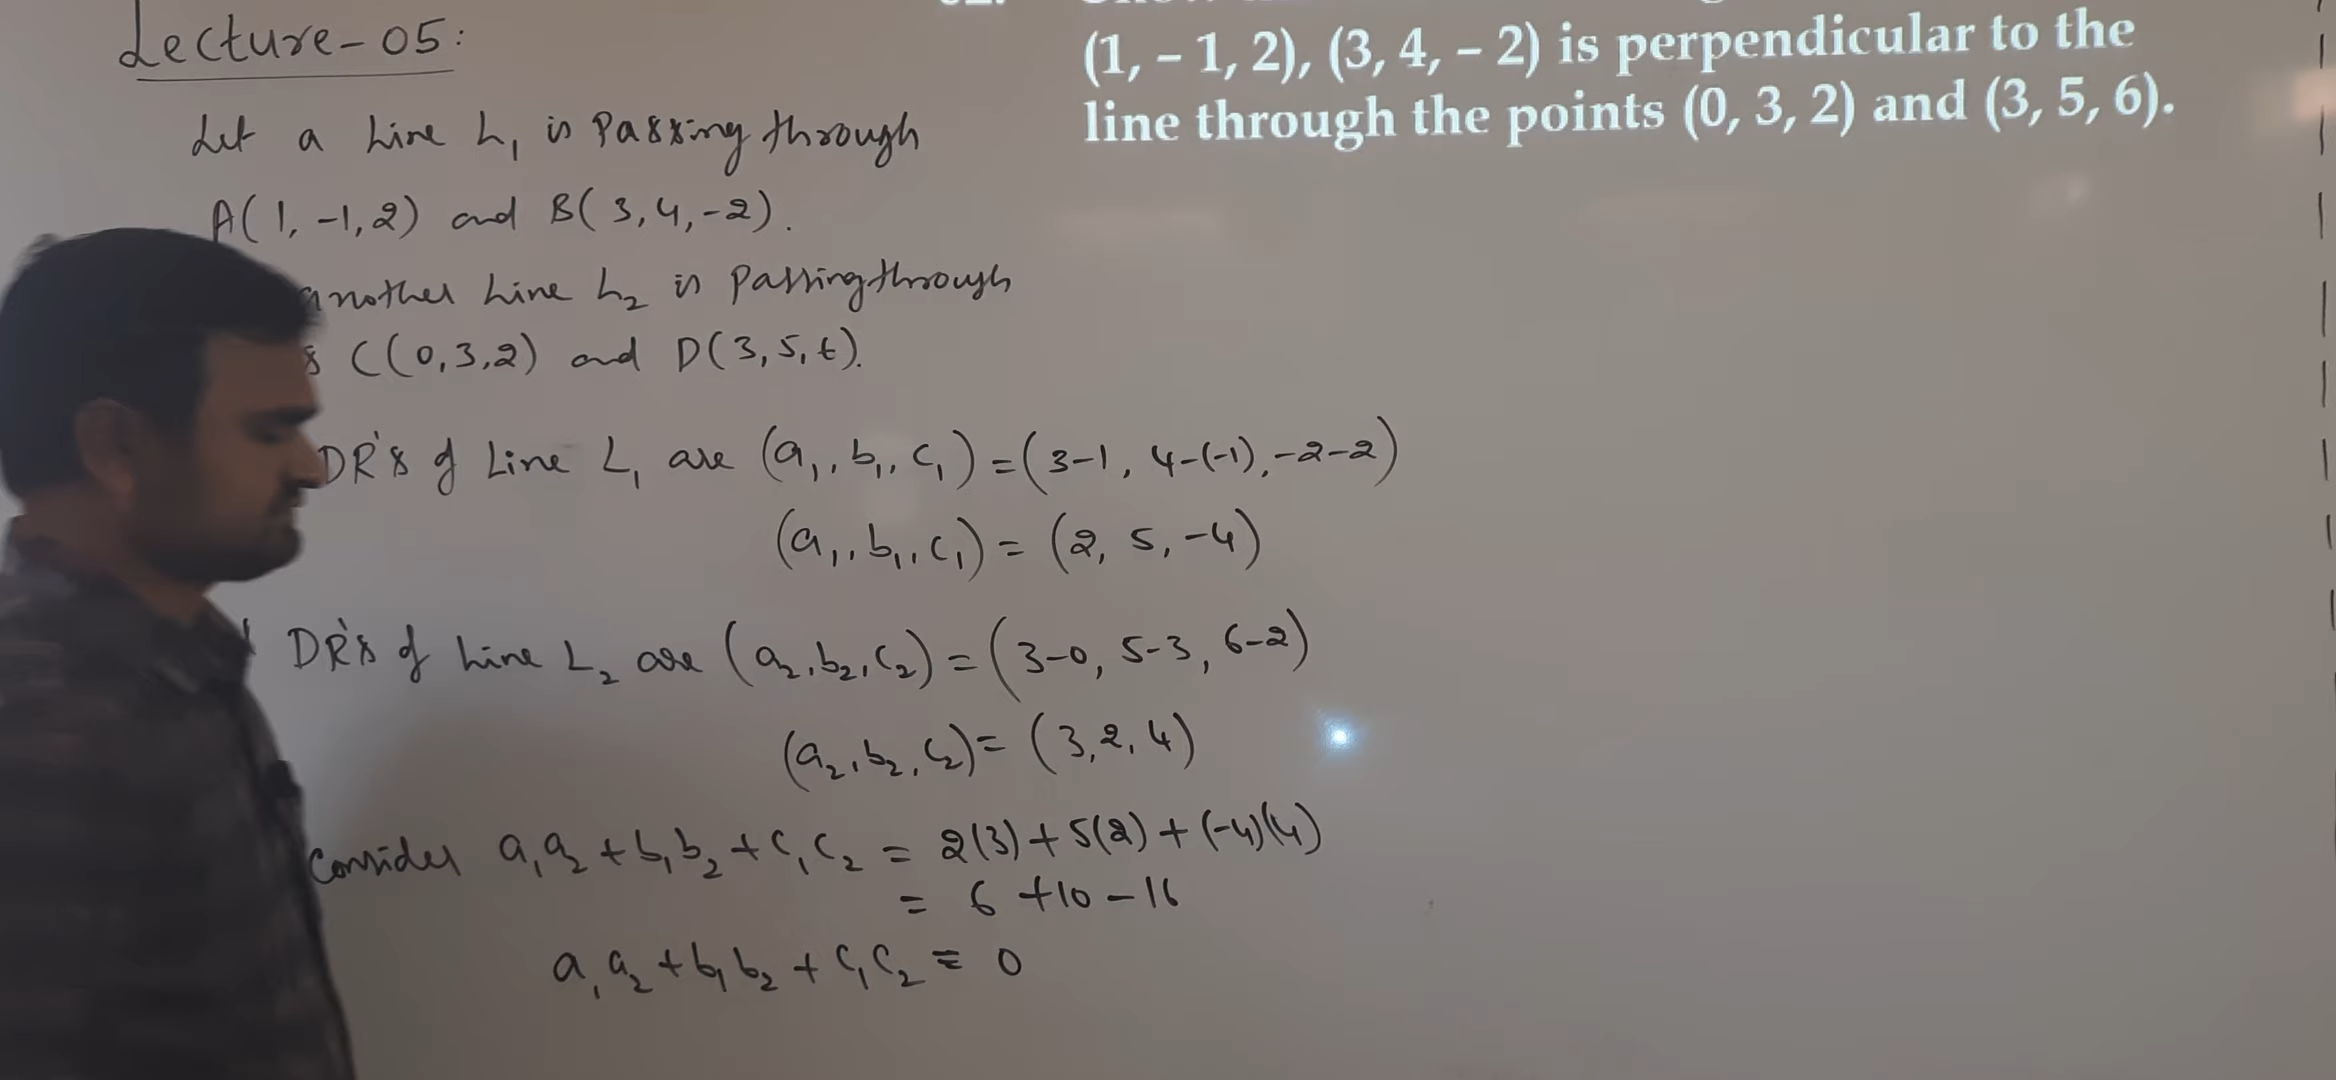 Lecture-05:
Let a Line L₁ is Passing through
A(1, -1, 2) and B(3, 4, -2).
another Line L₂ is Passing through
C(0,3,2) and D(3,5,6).
DR's of Line L₁ are (a₁, b₁, c₁) = (3-1, 4-(-1), -2-2)
(a₁, b₁, c₁) = (2, 5, -4)
DR's of Line L₂ are (a₂, b₂, c₂) = (3-0, 5-3, 6-2)
(a₂, b₂, c₂) = (3, 2, 4)
Consider a₁a₂ + b₁b₂ + c₁c₂ = 2(3) + 5(2) + (-4)(4)
= 6 + 10 - 16
a₁a₂ + b₁b₂ + c₁c₂ = 0
(1, – 1, 2), (3, 4, – 2) is perpendicular to the
line through the points (0, 3, 2) and (3, 5, 6).